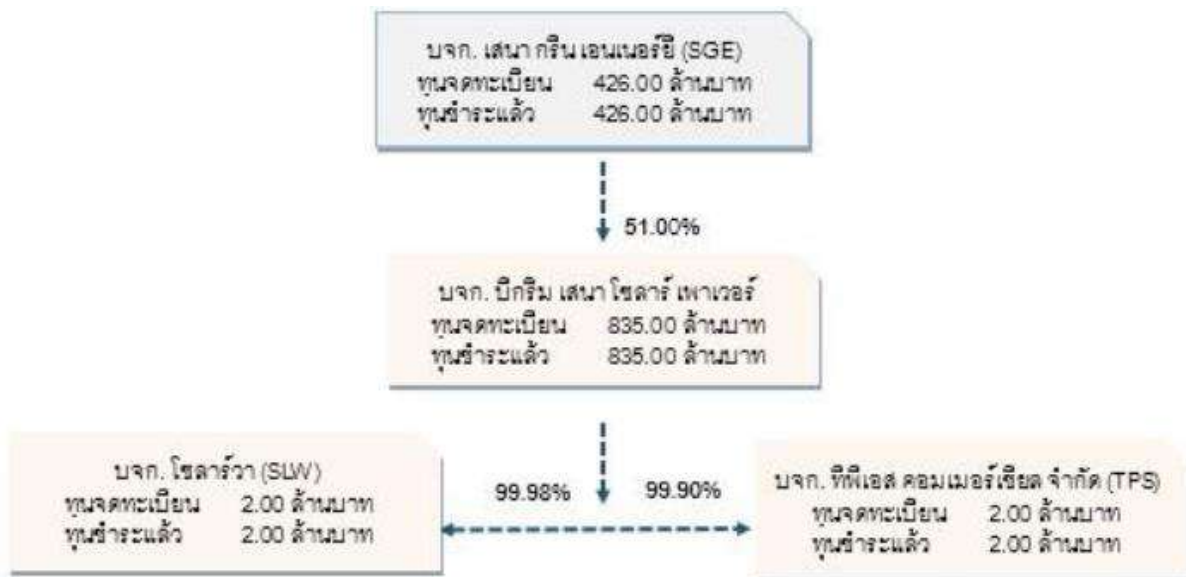 บจก. เสนา กรีน เอนเนอร์ยี (SGE)
ทุนจดทะเบียน 426.00 ล้านบาท
ทุนชำระแล้ว 426.00 ล้านบาท
51.00%
บจก. บีกริม เสนา โซลาร์ เพาเวอร์
ทุนจดทะเบียน 835.00 ล้านบาท
ทุนชำระแล้ว 835.00 ล้านบาท
บจก. โซลาร์วา (SLW)
ทุนจดทะเบียน 2.00 ล้านบาท
ทุนชำระแล้ว 2.00 ล้านบาท
99.98%
99.90%
บจก. ทีพีเอส คอมเมอร์เชียล จำกัด (TPS)
ทุนจดทะเบียน 2.00 ล้านบาท
ทุนชำระแล้ว 2.00 ล้านบาท